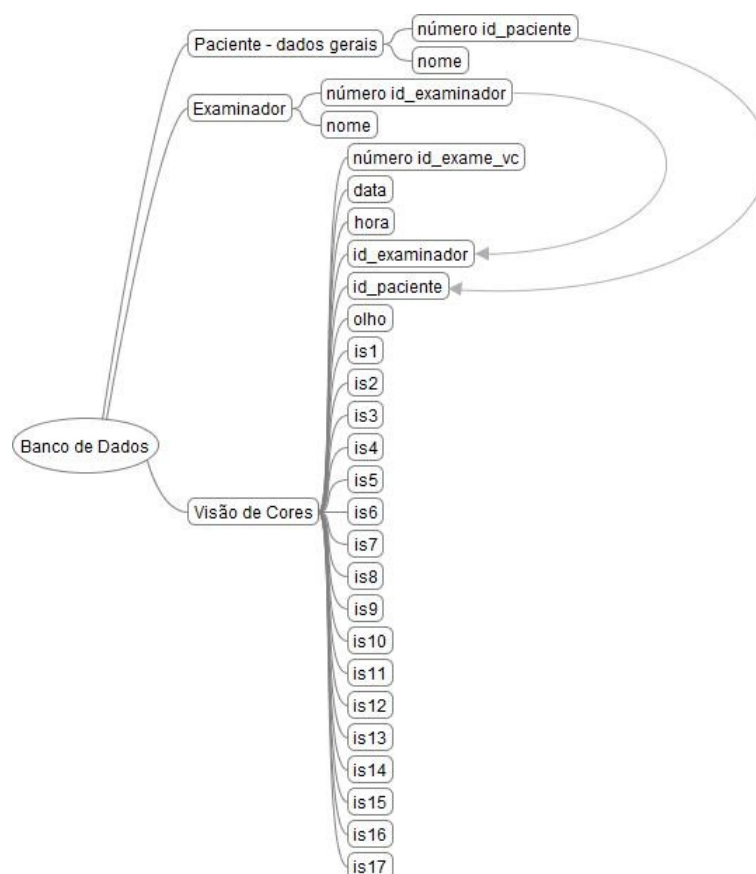 Paciente - dados gerais
número id_paciente
nome
Examinador
número id_examinador
nome
Banco de Dados
Visão de Cores
número id_exame_vc
data
hora
id_examinador
id_paciente
olho
is1
is2
is3
is4
is5
is6
is7
is8
is9
is10
is11
is12
is13
is14
is15
is16
is17